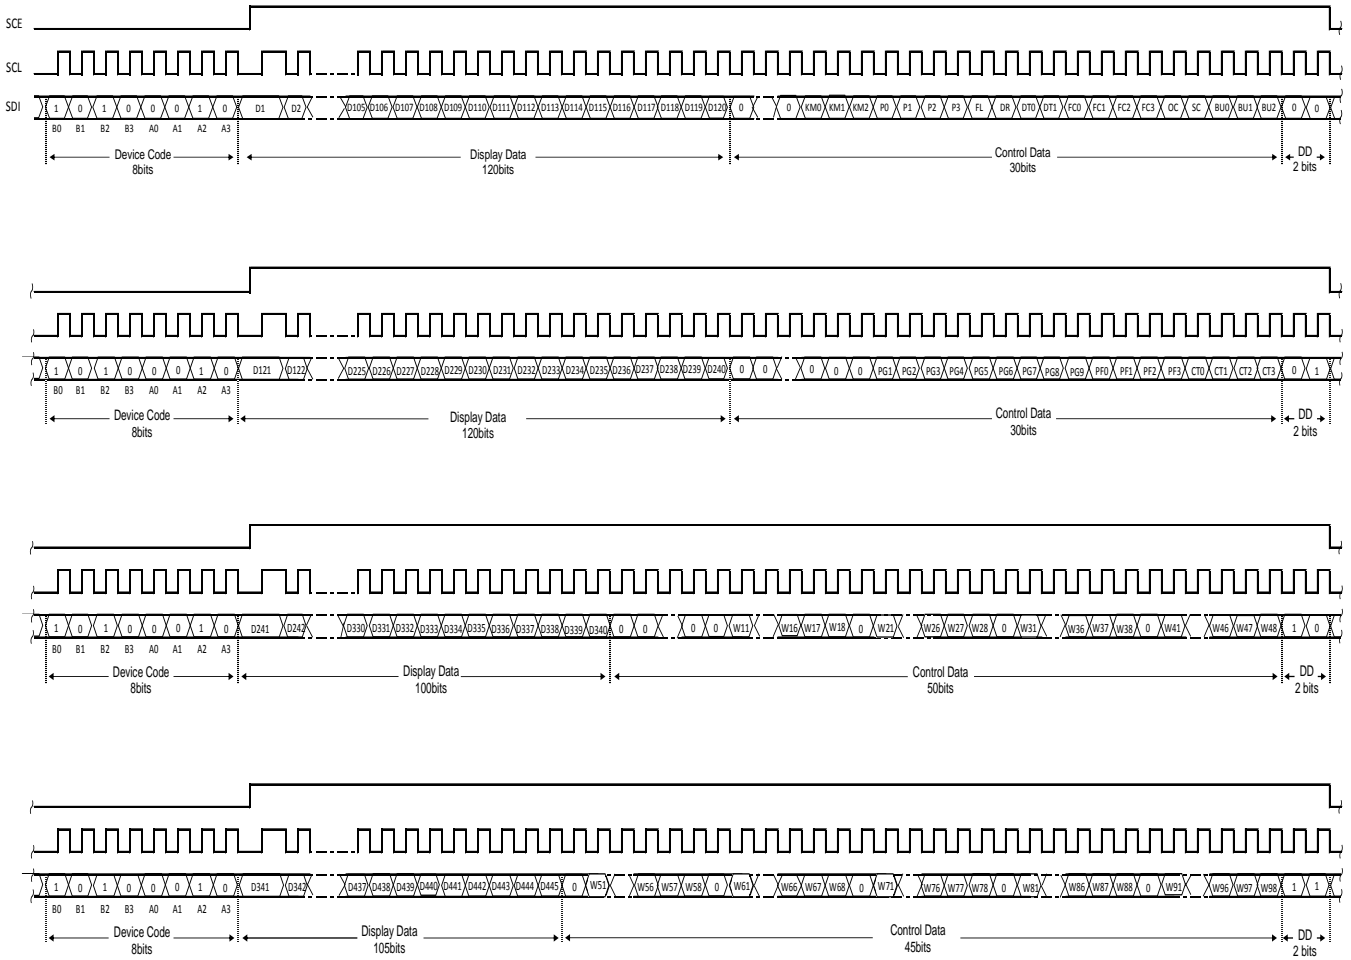 SCE
SCL
SDI 1 0 1 0 0 0 1 0 D1 D2 D105 D106 D107 D108 D109 D110 D111 D112 D113 D114 D115 D116 D117 D118 D119 D120 0 0 KM0 KM1 KM2 P0 P1 P2 P3 FL DR DT0 DT1 FC0 FC1 FC2 FC3 OC SC BU0 BU1 BU2 0 0
B0 B1 B2 B3 A0 A1 A2 A3
Device Code Display Data Control Data DD
8bits 120bits 30bits 2 bits
1 0 1 0 0 0 1 0 D121 D122 D225 D226 D227 D228 D229 D230 D231 D232 D233 D234 D235 D236 D237 D238 D239 D240 0 0 0 0 0 PG1 PG2 PG3 PG4 PG5 PG6 PG7 PG8 PG9 PF0 PF1 PF2 PF3 CT0 CT1 CT2 CT3 0 1
B0 B1 B2 B3 A0 A1 A2 A3
Device Code Display Data Control Data DD
8bits 120bits 30bits 2 bits
1 0 1 0 0 0 1 0 D241 D242 D330 D331 D332 D333 D334 D335 D336 D337 D338 D339 D340 0 0 0 0 W11 W16 W17 W18 0 W21 W26 W27 W28 0 W31 W36 W37 W38 0 W41 W46 W47 W48 1 0
B0 B1 B2 B3 A0 A1 A2 A3
Device Code Display Data Control Data DD
8bits 100bits 50bits 2 bits
1 0 1 0 0 0 1 0 D341 D342 D437 D438 D439 D440 D441 D442 D443 D444 D445 0 W51 W56 W57 W58 0 W61 W66 W67 W68 0 W71 W76 W77 W78 0 W81 W86 W87 W88 0 W91 W96 W97 W98 1 1
B0 B1 B2 B3 A0 A1 A2 A3
Device Code Display Data Control Data DD
8bits 105bits 45bits 2 bits